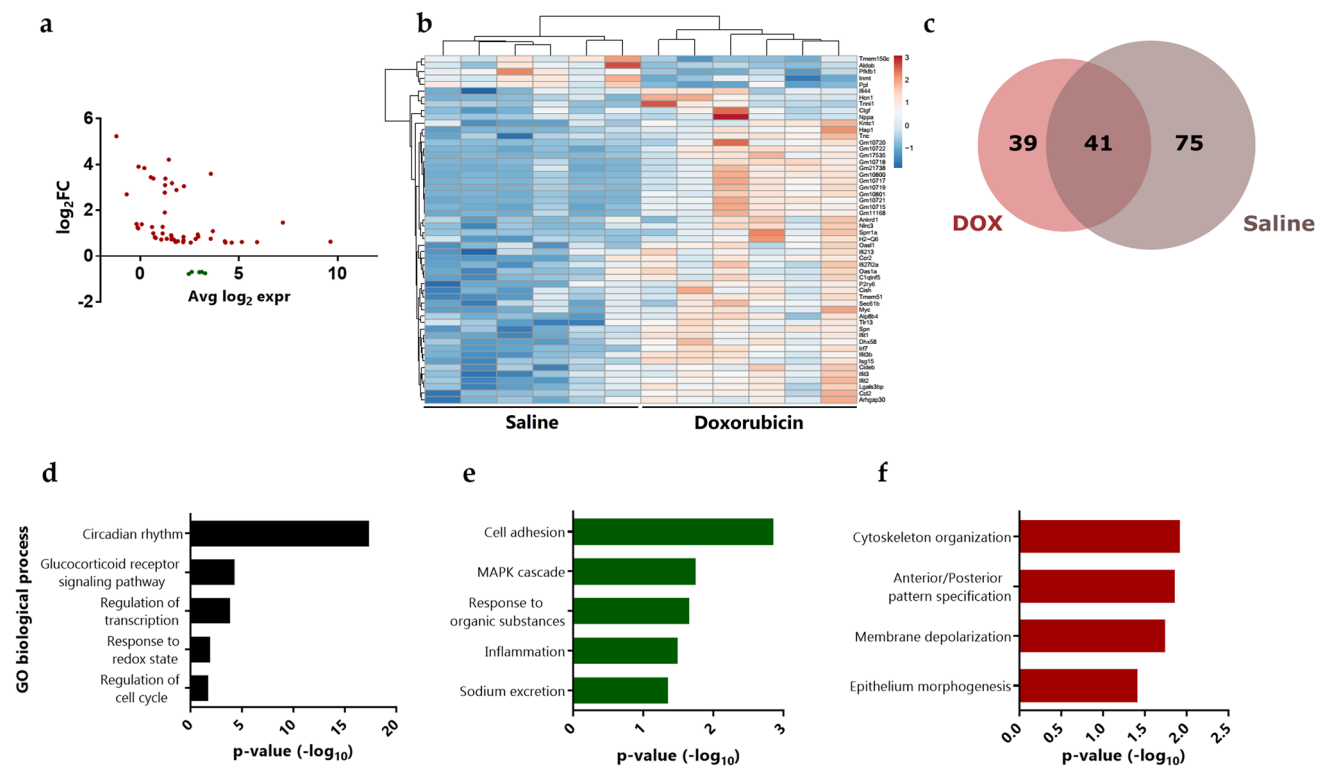 a
b
c
6
4
2
0
-2
log2FC
0
5
10
Avg log2 expr
Tmem150c
Aldob
Pfkfb1
Inmt
Ppl
Ifi44
Hcn1
Tnni1
Ctgf
Nppa
Kntc1
Hap1
Tnc
Gm10720
Gm10722
Gm17535
Gm10718
Gm21738
Gm10800
Gm10717
Gm10719
Gm10801
Gm10721
Gm10715
Gm11168
Ankrd1
Nlrc3
Sprr1a
H2−Q6
Oasl1
Ifi213
Ccr2
Ifi27l2a
Oas1a
C1qtnf5
P2ry6
Cish
Tmem51
Sec61b
Myc
Atp8b4
Tlr13
Spn
Ifit1
Dhx58
Irf7
Ifit3b
Isg15
Cideb
Ifit3
Ifit2
Lgals3bp
Ccl2
Arhgap30
3
2
1
0
−1
Saline
Doxorubicin
39
41
75
DOX
Saline
d
e
f
GO biological process
Circadian rhythm
Glucocorticoid receptor
signaling pathway
Regulation of
transcription
Response to
redox state
Regulation of
cell cycle
0
5
10
15
20
p-value (-log10)
Cell adhesion
MAPK cascade
Response to
organic substances
Inflammation
Sodium excretion
0
1
2
3
p-value (-log10)
Cytoskeleton organization
Anterior/Posterior
pattern specification
Membrane depolarization
Epithelium morphogenesis
0.0
0.5
1.0
1.5
2.0
2.5
p-value (-log10)